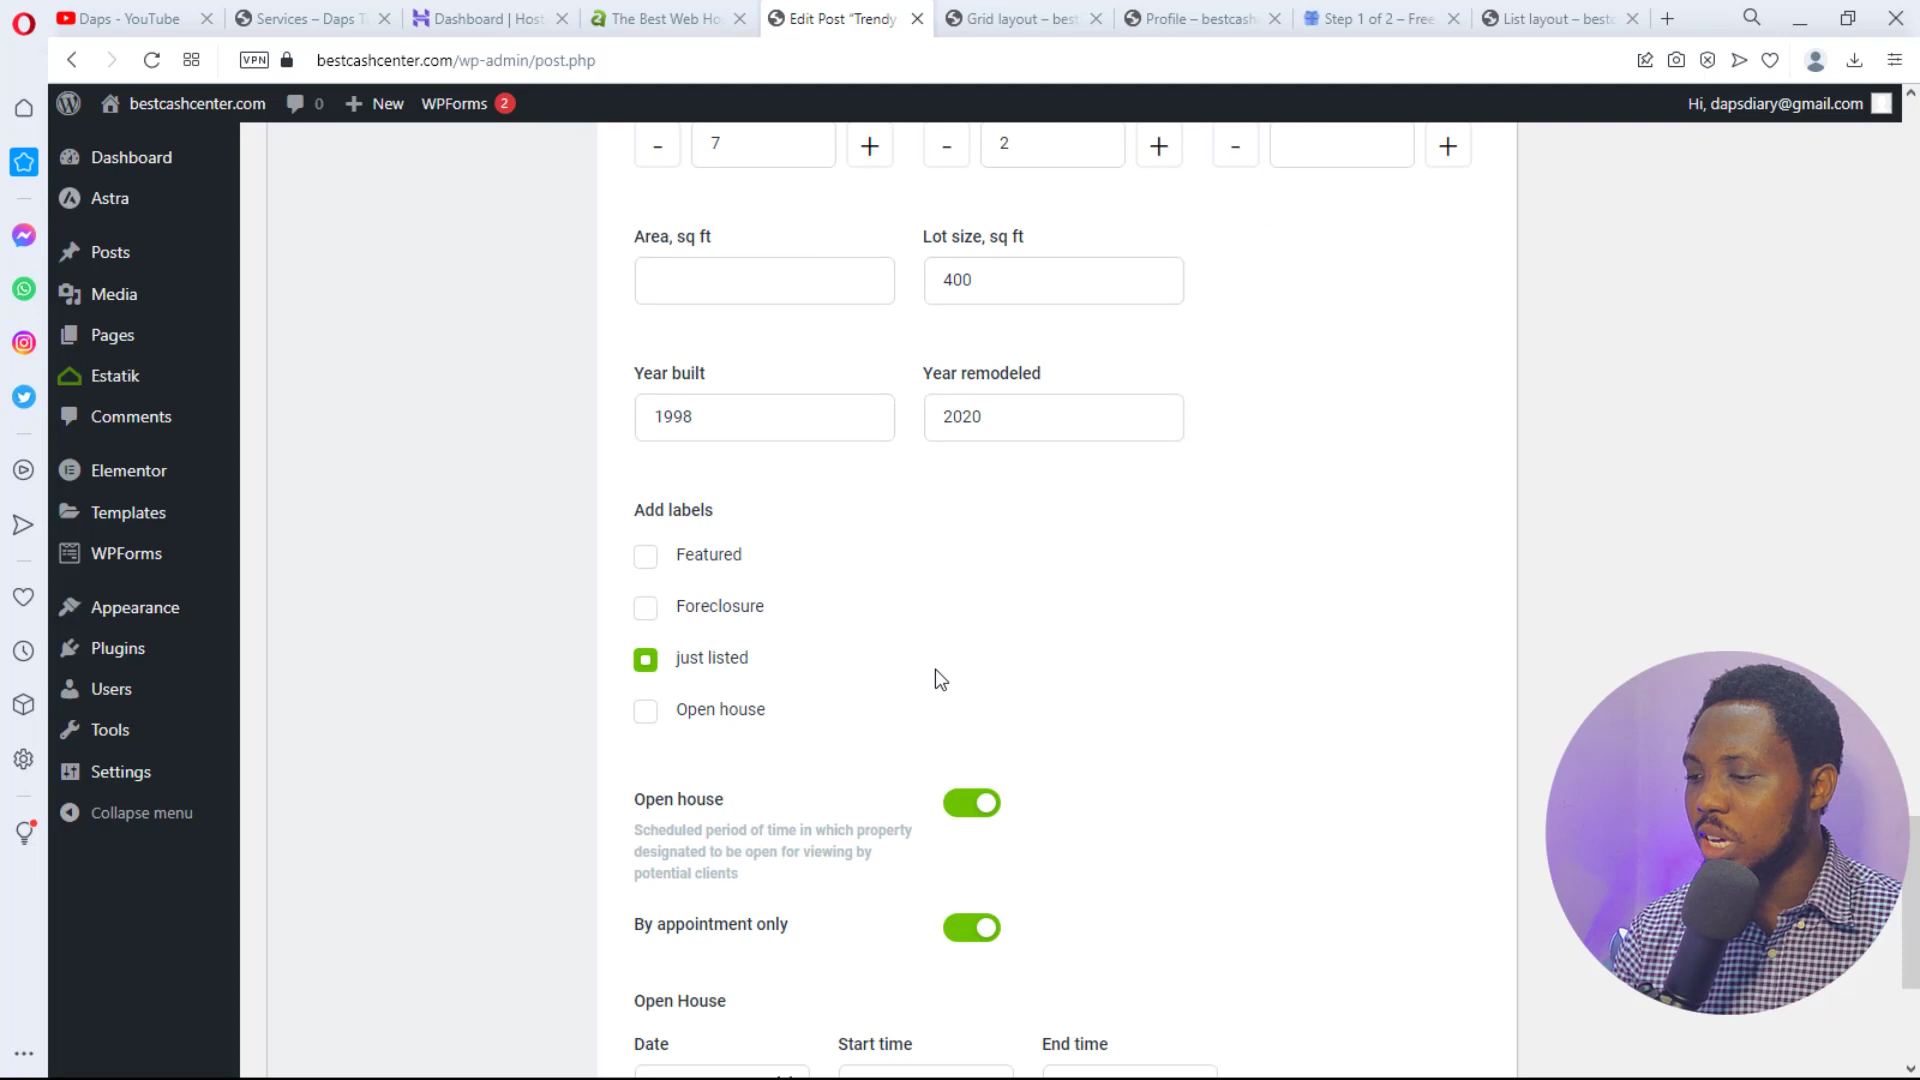 Daps - YouTube
Services – Daps T
Dashboard | Host
The Best Web Ho
Edit Post "Trendy
Grid layout – best
Profile – bestcash
Step 1 of 2 – Free
List layout – bestc
VPN
bestcashcenter.com/wp-admin/post.php
bestcashcenter.com
0
New
WPForms 2
Hi, dapsdiary@gmail.com
Dashboard
Astra
Posts
Media
Pages
Estatik
Comments
Elementor
Templates
WPForms
Appearance
Plugins
Users
Tools
Settings
Collapse menu
- 7 + - 2 + - +
Area, sq ft
Lot size, sq ft
400
Year built
Year remodeled
1998
2020
Add labels
Featured
Foreclosure
just listed
Open house
Open house
Scheduled period of time in which property
designated to be open for viewing by
potential clients
By appointment only
Open House
Date
Start time
End time